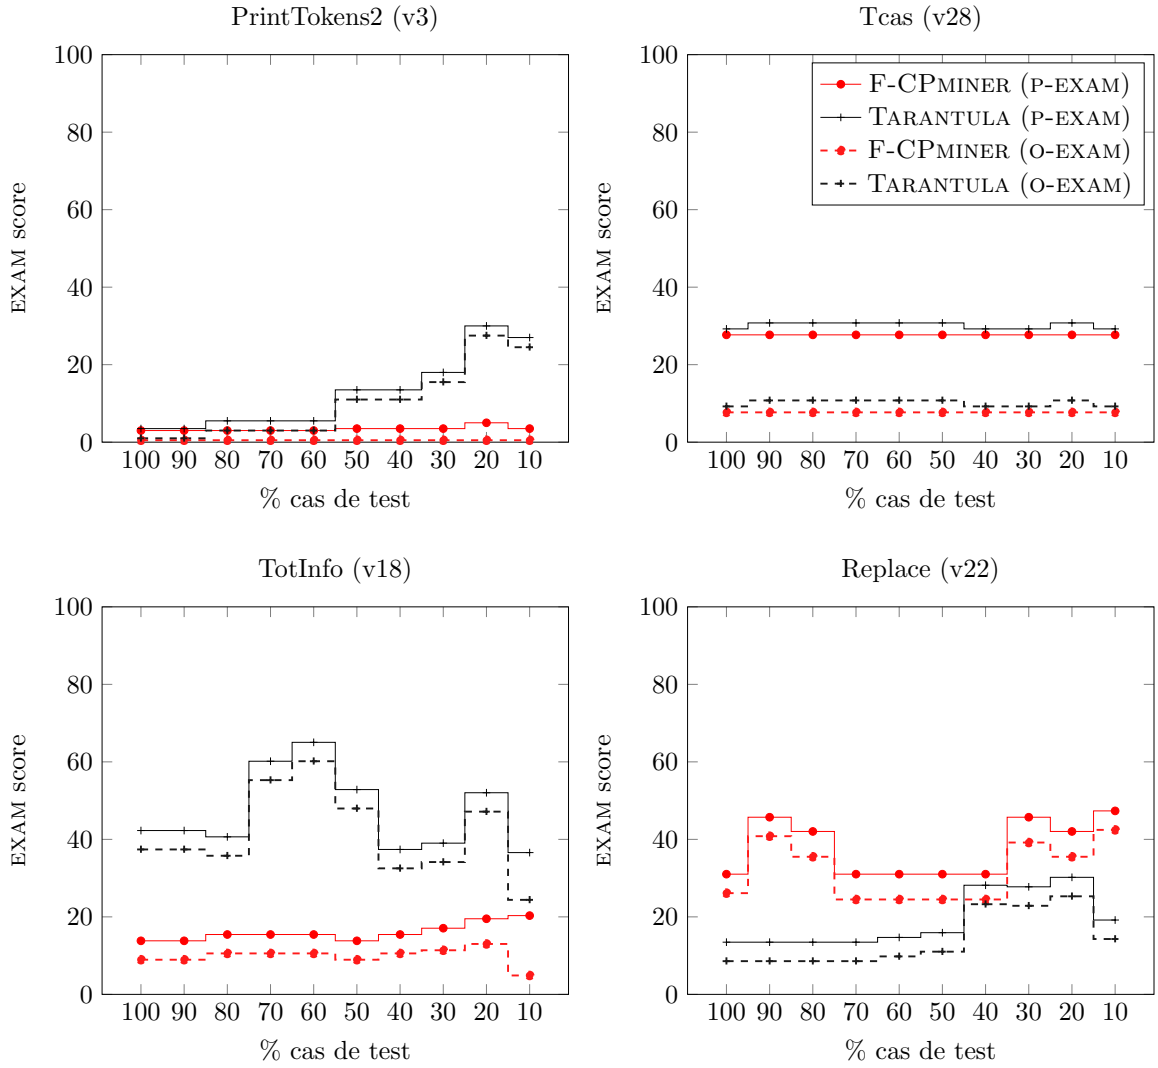 PrintTokens2 (v3)
100
80
60
40
20
0
EXAM score
100 90 80 70 60 50 40 30 20 10
% cas de test
Tcas (v28)
100
80
60
40
20
0
EXAM score
100 90 80 70 60 50 40 30 20 10
% cas de test
F-CPMINER (P-EXAM)
TARANTULA (P-EXAM)
F-CPMINER (O-EXAM)
TARANTULA (O-EXAM)
TotInfo (v18)
100
80
60
40
20
0
EXAM score
100 90 80 70 60 50 40 30 20 10
% cas de test
Replace (v22)
100
80
60
40
20
0
EXAM score
100 90 80 70 60 50 40 30 20 10
% cas de test